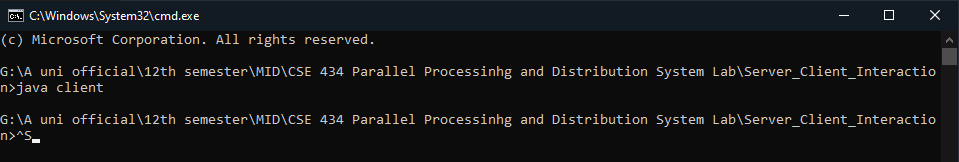 C:\Windows\System32\cmd.exe
(c) Microsoft Corporation. All rights reserved.
G:\A uni official\12th semester\MID\CSE 434 Parallel Processinhg and Distribution System Lab\Server_Client_Interactio
n>java client
G:\A uni official\12th semester\MID\CSE 434 Parallel Processinhg and Distribution System Lab\Server_Client_Interactio
n>^S